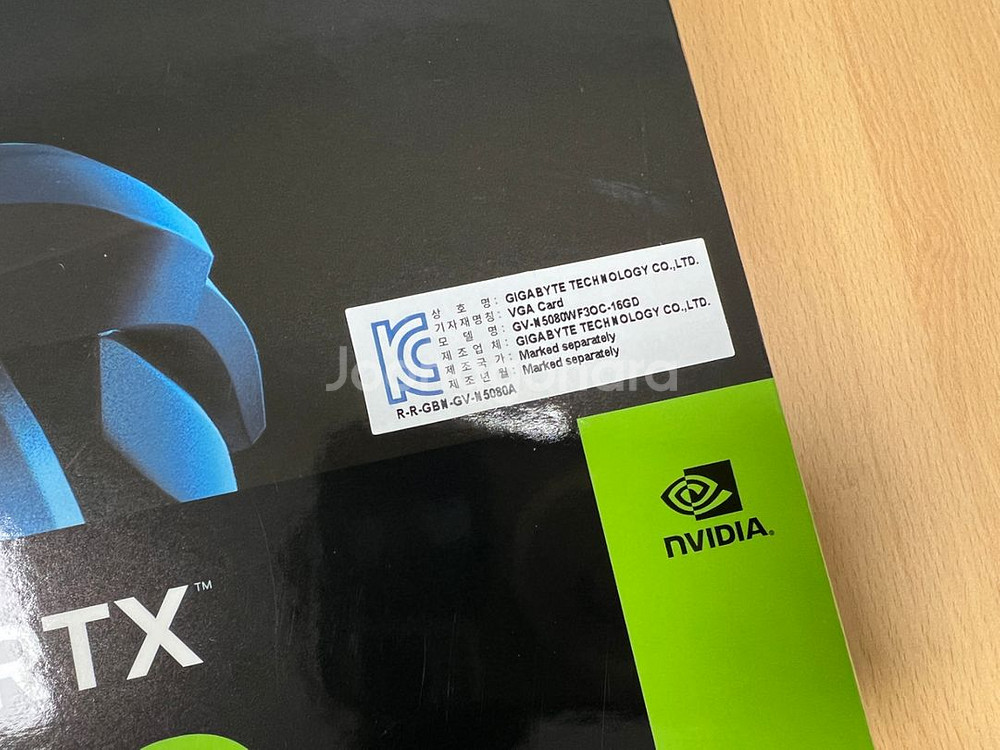 상 호 명: GIGABYTE TECHNOLOGY CO.,LTD.
기자재명칭: VGA Card
모 델 명: GV-N5080WF3OC-16GD
제조업체: GIGABYTE TECHNOLOGY CO.,LTD.
제조국가: Marked separately
제조년월: Marked separately
R-R-GBN-GV-N5080A
NVIDIA.
RTX™